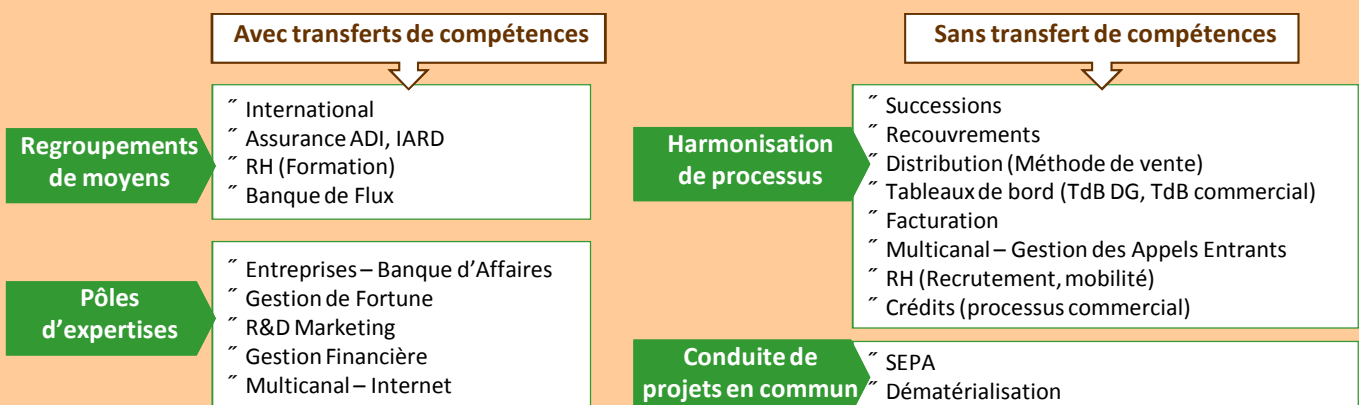 Avec transferts de compétences
Regroupements
de moyens
˝ International
˝ Assurance ADI, IARD
˝ RH (Formation)
˝ Banque de Flux
Pôles
d’expertises
˝ Entreprises – Banque d’Affaires
˝ Gestion de Fortune
˝ R&D Marketing
˝ Gestion Financière
˝ Multicanal – Internet
Sans transfert de compétences
Harmonisation
de processus
˝ Successions
˝ Recouvrements
˝ Distribution (Méthode de vente)
˝ Tableaux de bord (TdB DG, TdB commercial)
˝ Facturation
˝ Multicanal – Gestion des Appels Entrants
˝ RH (Recrutement, mobilité)
˝ Crédits (processus commercial)
Conduite de
projets en commun
˝ SEPA
˝ Dématérialisation